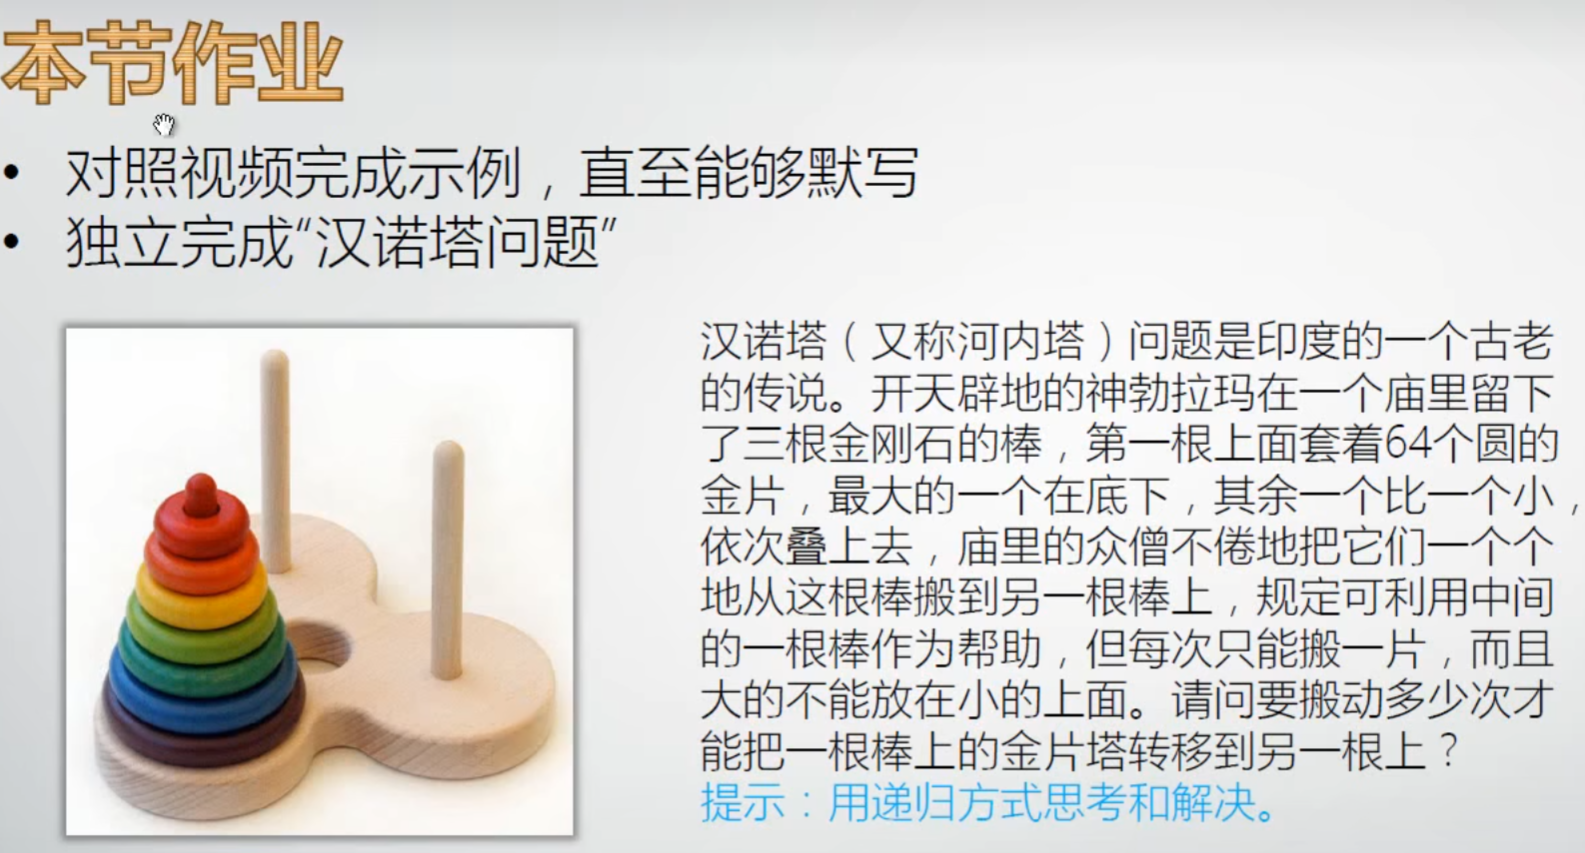 本节作业
• 对照视频完成示例，直至能够默写
• 独立完成“汉诺塔问题”
汉诺塔（又称河内塔）问题是印度的一个古老
的传说。开天辟地的神勃拉玛在一个庙里留下
了三根金刚石的棒，第一根上面套着64个圆的
金片，最大的一个在底下，其余一个比一个小，
依次叠上去，庙里的众僧不倦地把它们一个个
地从这根棒搬到另一根棒上，规定可利用中间
的一根棒作为帮助，但每次只能搬一片，而且
大的不能放在小的上面。请问要搬动多少次才
能把一根棒上的金片塔转移到另一根上？
提示：用递归方式思考和解决。